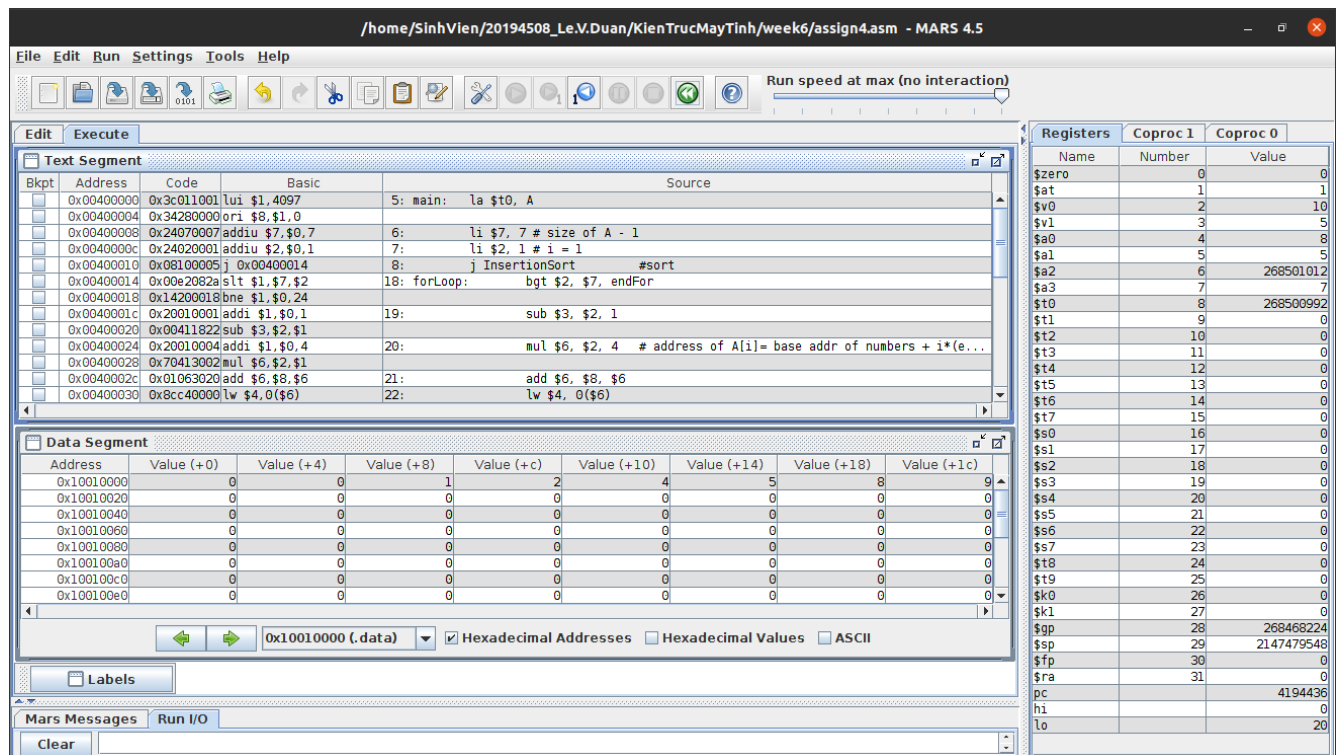 /home/SinhVien/20194508_Le.V.Duan/KienTrucMayTinh/week6/assign4.asm - MARS 4.5
File Edit Run Settings Tools Help
Run speed at max (no interaction)
Edit Execute
Text Segment
Bkpt Address Code Basic Source
0x00400000 0x3c011001 lui $1,4097 5: main: la $t0, A
0x00400004 0x34280000 ori $8,$1,0
0x00400008 0x24070007 addiu $7,$0,7 6: li $7, 7 # size of A - 1
0x0040000c 0x24020001 addiu $2,$0,1 7: li $2, 1 # i = 1
0x00400010 0x08100005 j 0x00400014 8: j InsertionSort #sort
0x00400014 0x00e2082a slt $1,$7,$2 18: forLoop: bgt $2, $7, endFor
0x00400018 0x14200018 bne $1,$0,24
0x0040001c 0x20010001 addi $1,$0,1 19: sub $3, $2, 1
0x00400020 0x00411822 sub $3,$2,$1
0x00400024 0x20010004 addi $1,$0,4 20: mul $6, $2, 4 # address of A[i]= base addr of numbers + i*(e...
0x00400028 0x70413002 mul $6,$2,$1
0x0040002c 0x01063020 add $6,$8,$6 21: add $6, $8, $6
0x00400030 0x8cc40000 lw $4,0($6) 22: lw $4, 0($6)
Data Segment
Address Value (+0) Value (+4) Value (+8) Value (+c) Value (+10) Value (+14) Value (+18) Value (+1c)
0x10010000 0 0 1 2 4 5 8 9
0x10010020 0 0 0 0 0 0 0 0
0x10010040 0 0 0 0 0 0 0 0
0x10010060 0 0 0 0 0 0 0 0
0x10010080 0 0 0 0 0 0 0 0
0x100100a0 0 0 0 0 0 0 0 0
0x100100c0 0 0 0 0 0 0 0 0
0x100100e0 0 0 0 0 0 0 0 0
0x10010000 (.data) Hexadecimal Addresses Hexadecimal Values ASCII
Labels
Mars Messages Run I/O
Clear
Registers Coproc 1 Coproc 0
Name Number Value
$zero 0 0
$at 1 1
$v0 2 10
$v1 3 5
$a0 4 8
$a1 5 5
$a2 6 268501012
$a3 7 7
$t0 8 268500992
$t1 9 0
$t2 10 0
$t3 11 0
$t4 12 0
$t5 13 0
$t6 14 0
$t7 15 0
$s0 16 0
$s1 17 0
$s2 18 0
$s3 19 0
$s4 20 0
$s5 21 0
$s6 22 0
$s7 23 0
$t8 24 0
$t9 25 0
$k0 26 0
$k1 27 0
$gp 28 268468224
$sp 29 2147479548
$fp 30 0
$ra 31 0
pc 4194436
hi 0
lo 20